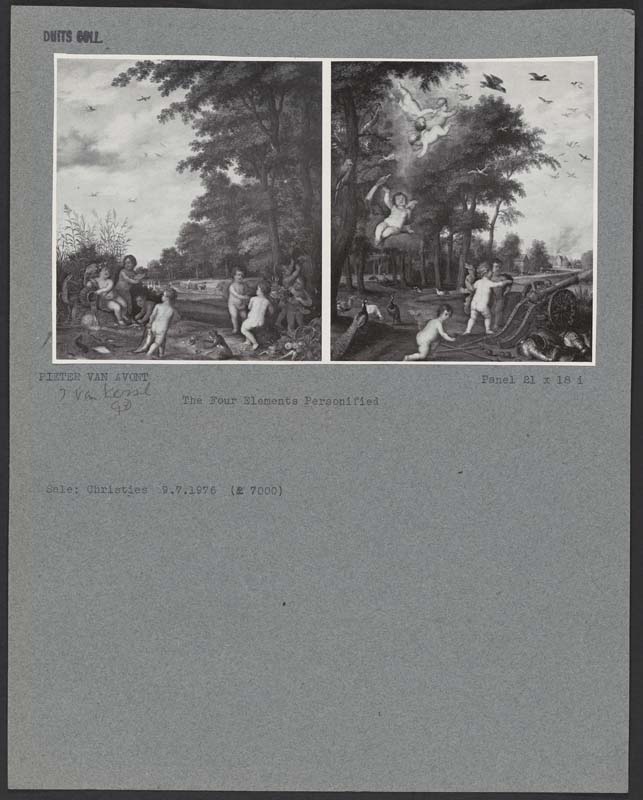 DUITS COLL.
PIETER VAN AVONT
Panel 21 x 18 i
J van Kessel
The Four Elements Personified
Sale: Christies 9.7.1976 (£ 7000)